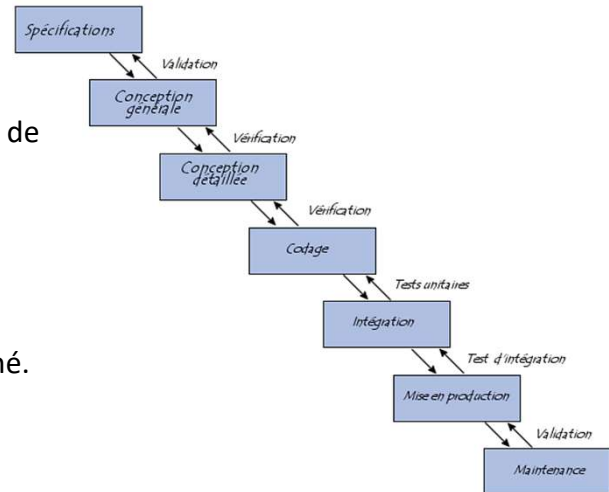 Spécifications
Validation
Conception
générale
de
Vérification
Conception
détaillée
Vérification
Codage
Tests unitaires
Intégration
né.
Test d'intégration
Mise en production
Validation
Maintenance